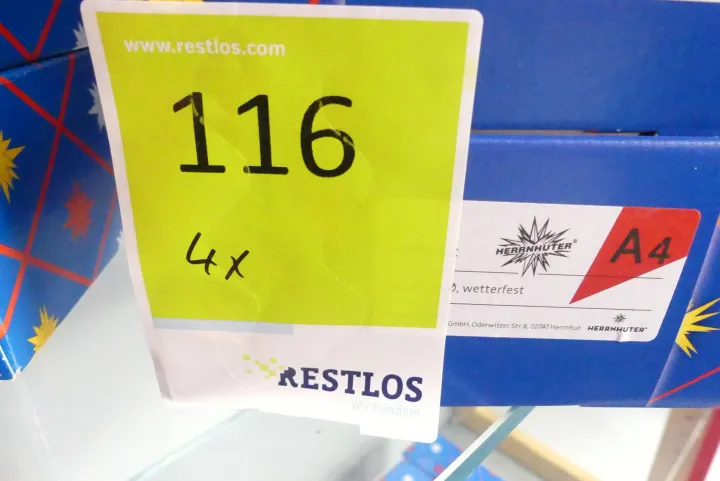 www.restlos.com
116
4x
RESTLOS
Wir handeln
HERRNHUTER®
A4
, wetterfest
GmbH, Oderwitzer Str. 8, 02747 Herrnhut
HERRNHUTER®